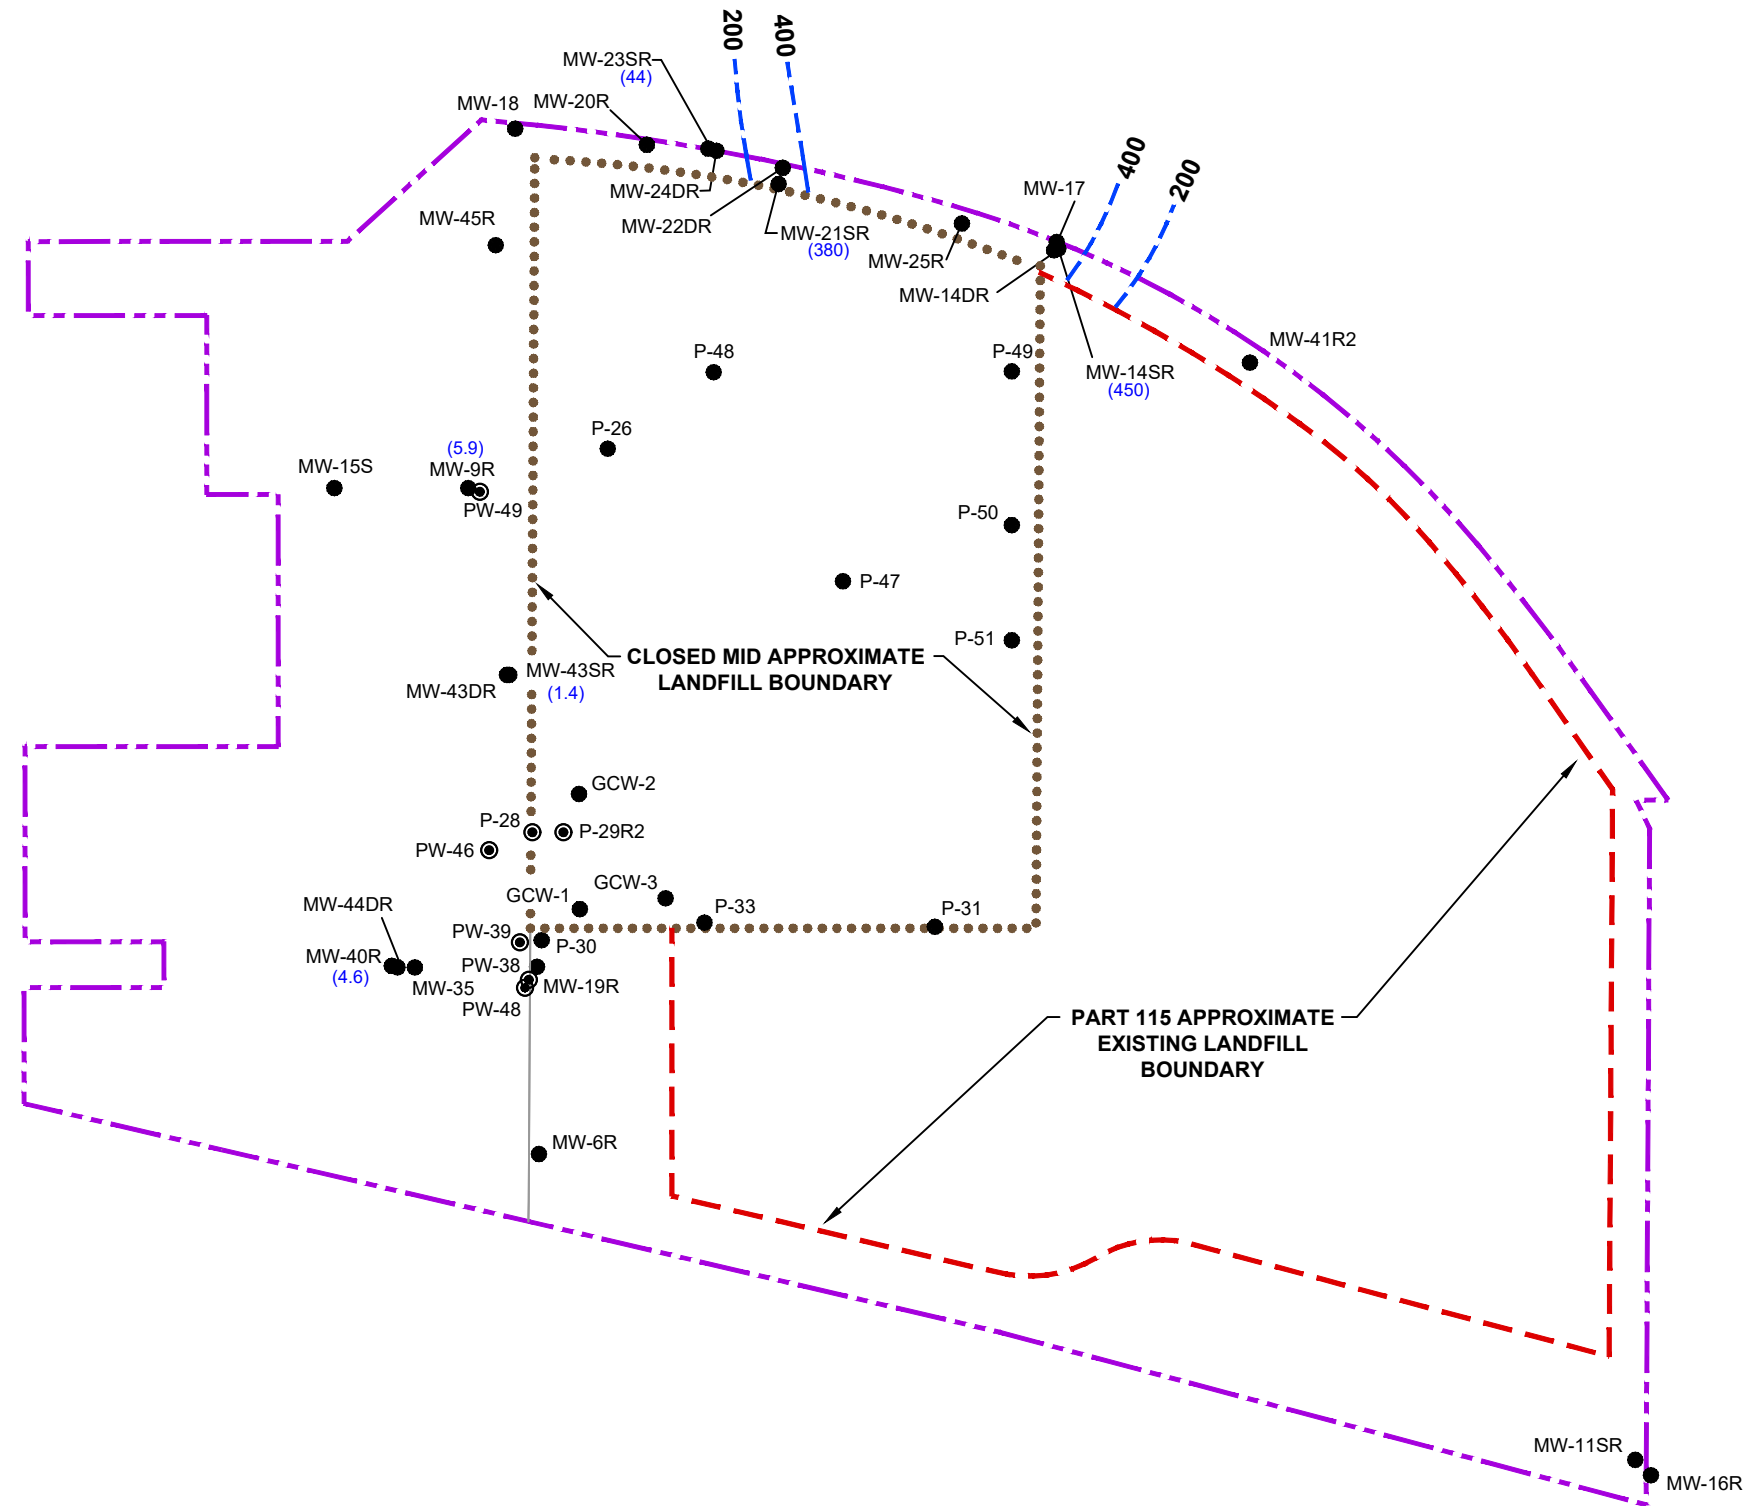 200
400
MW-23SR
(44)
MW-18
MW-20R
MW-24DR
MW-22DR
MW-21SR
(380)
MW-45R
MW-25R
MW-17
400
200
MW-14DR
MW-14SR
(450)
MW-41R2
P-48
P-49
P-26
(5.9)
MW-9R
MW-15S
PW-49
P-50
P-47
P-51
CLOSED MID APPROXIMATE
LANDFILL BOUNDARY
MW-43SR
(1.4)
MW-43DR
GCW-2
P-28
P-29R2
PW-46
GCW-1
GCW-3
P-33
P-31
MW-44DR
PW-39
P-30
MW-40R
(4.6)
MW-35
PW-38
MW-19R
PW-48
PART 115 APPROXIMATE
EXISTING LANDFILL
BOUNDARY
MW-6R
MW-11SR
MW-16R